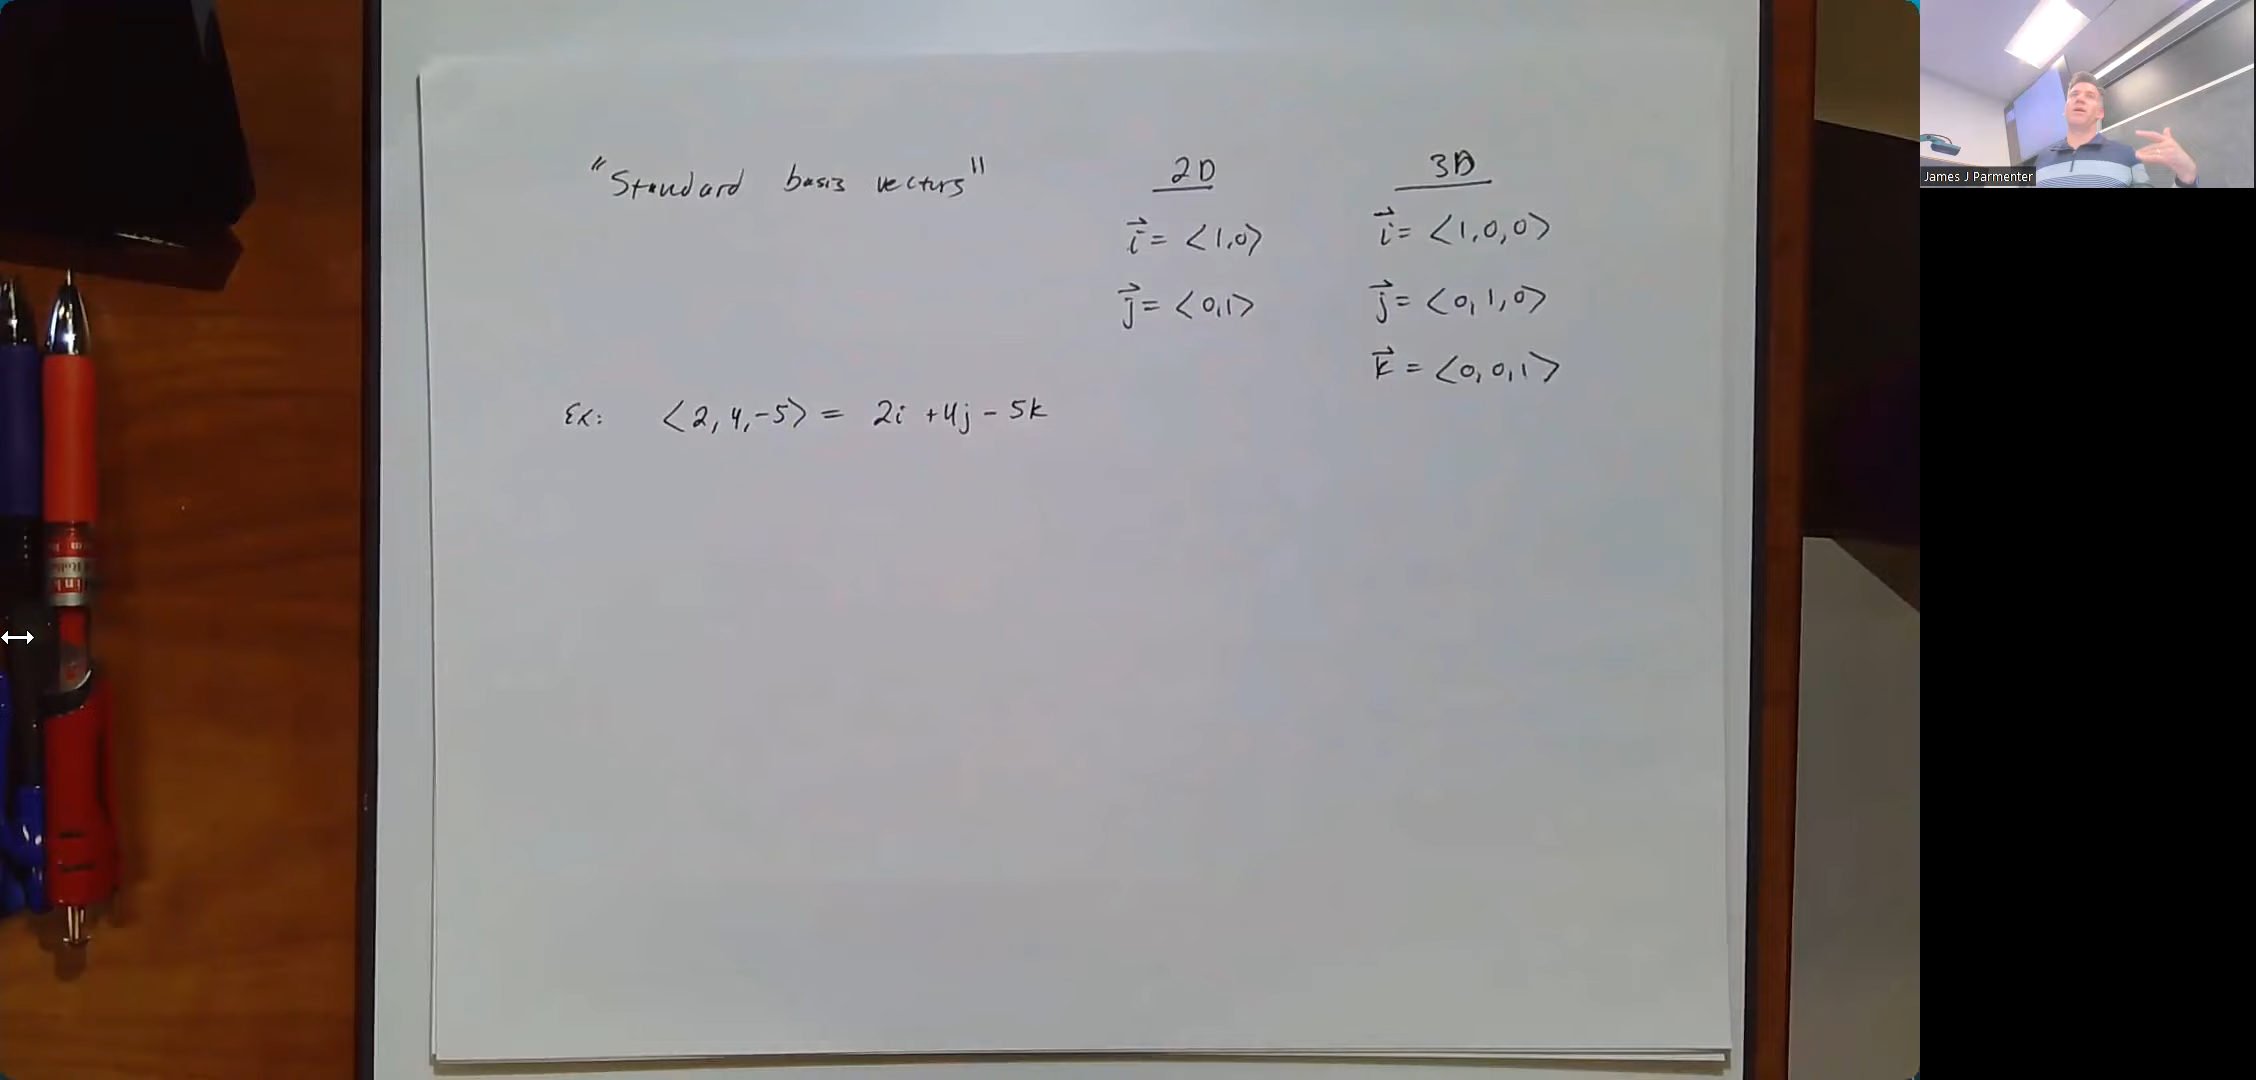 "Standard basis vectors"
2D
3D
i⃗ = <1,0>
i⃗ = <1,0,0>
j⃗ = <0,1>
j⃗ = <0,1,0>
k⃗ = <0,0,1>
Ex: <2,4,-5> = 2i +4j - 5k
James J Parmenter